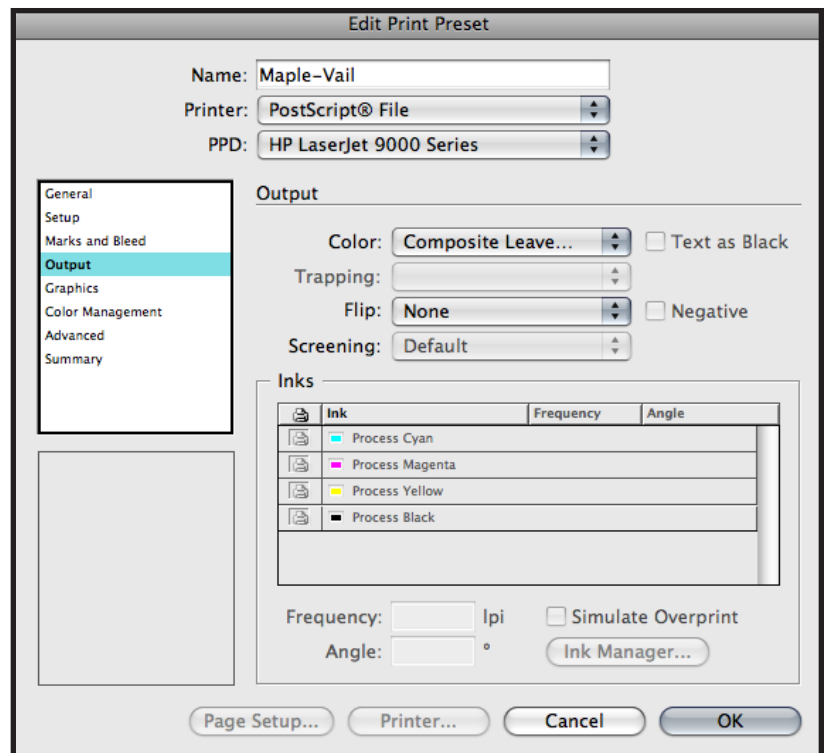 Edit Print Preset
Name: Maple-Vail
Printer: PostScript® File
PPD: HP LaserJet 9000 Series
General
Setup
Marks and Bleed
Output
Graphics
Color Management
Advanced
Summary
Output
Color: Composite Leave... Text as Black
Trapping:
Flip: None Negative
Screening: Default
Inks
Ink Frequency Angle
Process Cyan
Process Magenta
Process Yellow
Process Black
Frequency: lpi Simulate Overprint
Angle: ° Ink Manager...
Page Setup... Printer... Cancel OK